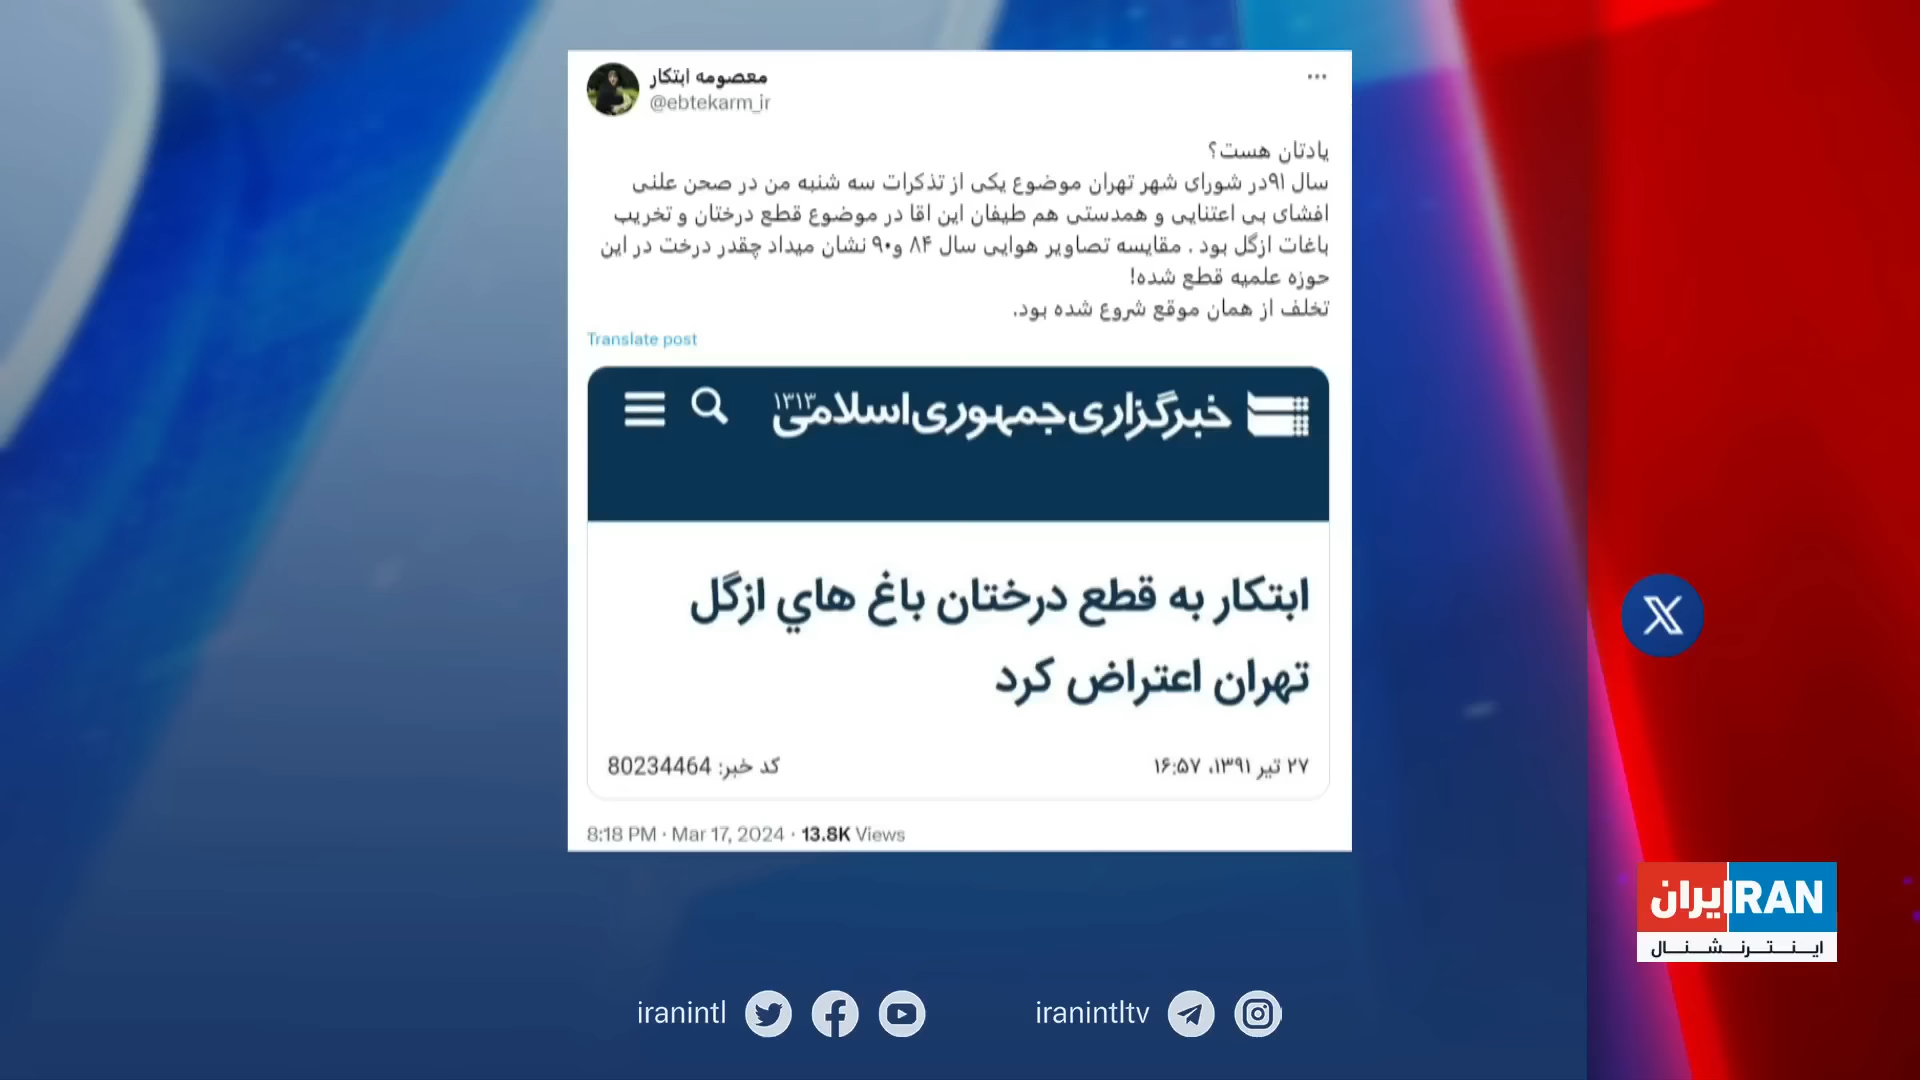 معصومه ابتکار
@ebtekarm_ir
یادتان هست؟
سال ۹۱در شورای شهر تهران موضوع یکی از تذکرات سه شنبه من در صحن علنی
افشای بی اعتنایی و همدستی هم طیفان این اقا در موضوع قطع درختان و تخریب
باغات ازگل بود . مقایسه تصاویر هوایی سال ۸۴ و۹۰ نشان میداد چقدر درخت در این
حوزه علمیه قطع شده!
تخلف از همان موقع شروع شده بود.
Translate post
خبرگزاری جمهوری اسلامی ۱۳۱۳
ابتکار به قطع درختان باغ هاي ازگل
تهران اعتراض کرد
۲۷ تیر ۱۳۹۱، ۱۶:۵۷
کد خبر: 80234464
8:18 PM · Mar 17, 2024 · 13.8K Views
ایران IRAN
اینترنشنال
iranintl
iranintltv